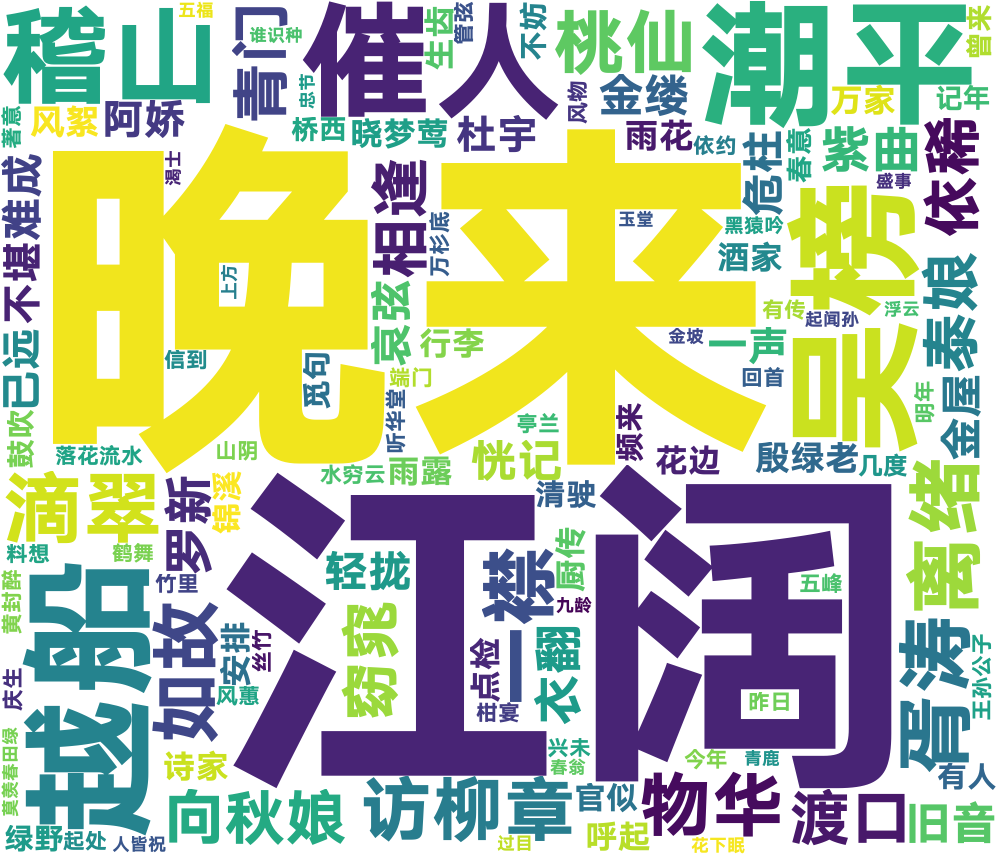 稽山
五福
谁识种
青门
忠节
催人
生齿
管弦
不妨
桃仙
金缕
风物
潮平
曾来
万家
记年
著意
风絮
阿娇
桥西
晓梦莺
杜宇
雨花
依约
危柱
春意
紫曲
盛事
依稀
不堪难成
渴士
晚来
相逢
万杉底
玉堂
黑猿吟
酒家
榜
吴
泰娘
上方
哀弦
行李
信到
觅句
端门
听华堂
有传
起闻孙
浮云
金坡
一声
回首
金屋
明年
已远
鼓吹
落花流水
山阴
水穷云
雨露
亭兰
恍记
频来
花边
殷绿老
几度
滴翠
罗新
锦溪
清驶
离绪
料想
鹤舞
江阔
轻拢
一襟
厨传
九龄
五峰
黄封醉
竹里
越船
如故
安排
丝竹
风蕙
窈窕
点检
衣翻
昨日
胥涛
王孙公子
庆生
莫羡春田绿
诗家
兴未
春翁
今年
青鹿
有人
向秋娘
访柳章
官似
物华
渡口
旧音
绿野
起处
人皆祝
过目
呼起
花下眠